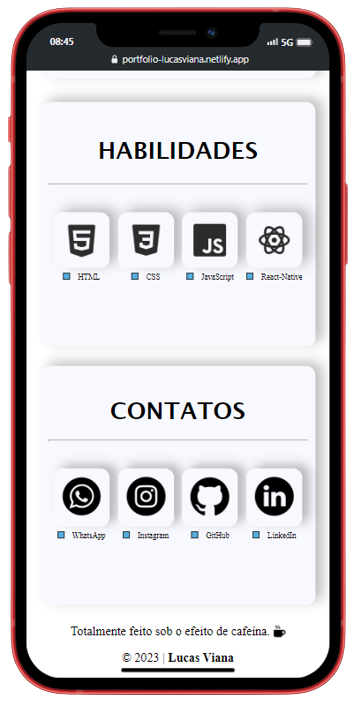 08:45 5G
portfolio-lucasviana.netlify.app
HABILIDADES
5 3 JS
HTML CSS JavaScript React-Native
CONTATOS
in
WhatsApp Instagram GitHub LinkedIn
Totalmente feito sob o efeito de cafeína.
© 2023 | Lucas Viana